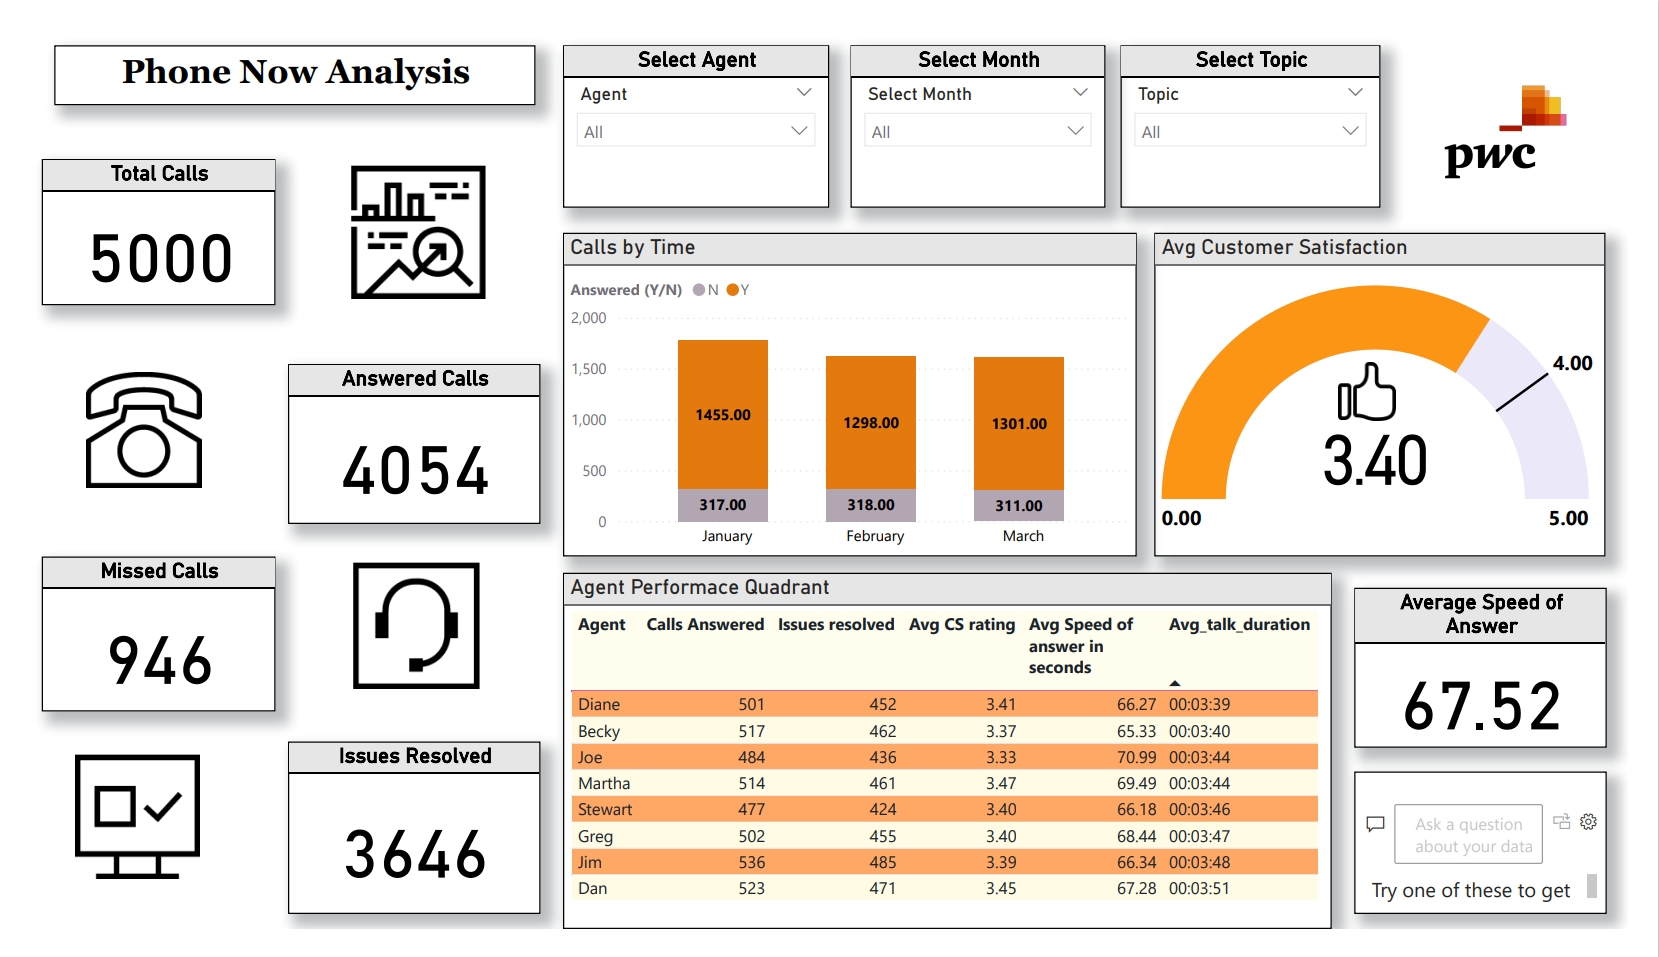 Phone Now Analysis
Select Agent
Agent
All
Select Month
Select Month
All
Select Topic
Topic
All
pwc
Total Calls
5000
Answered Calls
4054
Missed Calls
946
Issues Resolved
3646
Calls by Time
Answered (Y/N) N Y
2,000
1,500
1,000
500
0
1455.00
1298.00
1301.00
317.00
318.00
311.00
January
February
March
Avg Customer Satisfaction
4.00
3.40
0.00
5.00
Agent Performace Quadrant
Agent Calls Answered Issues resolved Avg CS rating Avg Speed of Avg_talk_duration
answer in
seconds
Diane 501 452 3.41 66.27 00:03:39
Becky 517 462 3.37 65.33 00:03:40
Joe 484 436 3.33 70.99 00:03:44
Martha 514 461 3.47 69.49 00:03:44
Stewart 477 424 3.40 66.18 00:03:46
Greg 502 455 3.40 68.44 00:03:47
Jim 536 485 3.39 66.34 00:03:48
Dan 523 471 3.45 67.28 00:03:51
Average Speed of
Answer
67.52
Ask a question
about your data
Try one of these to get